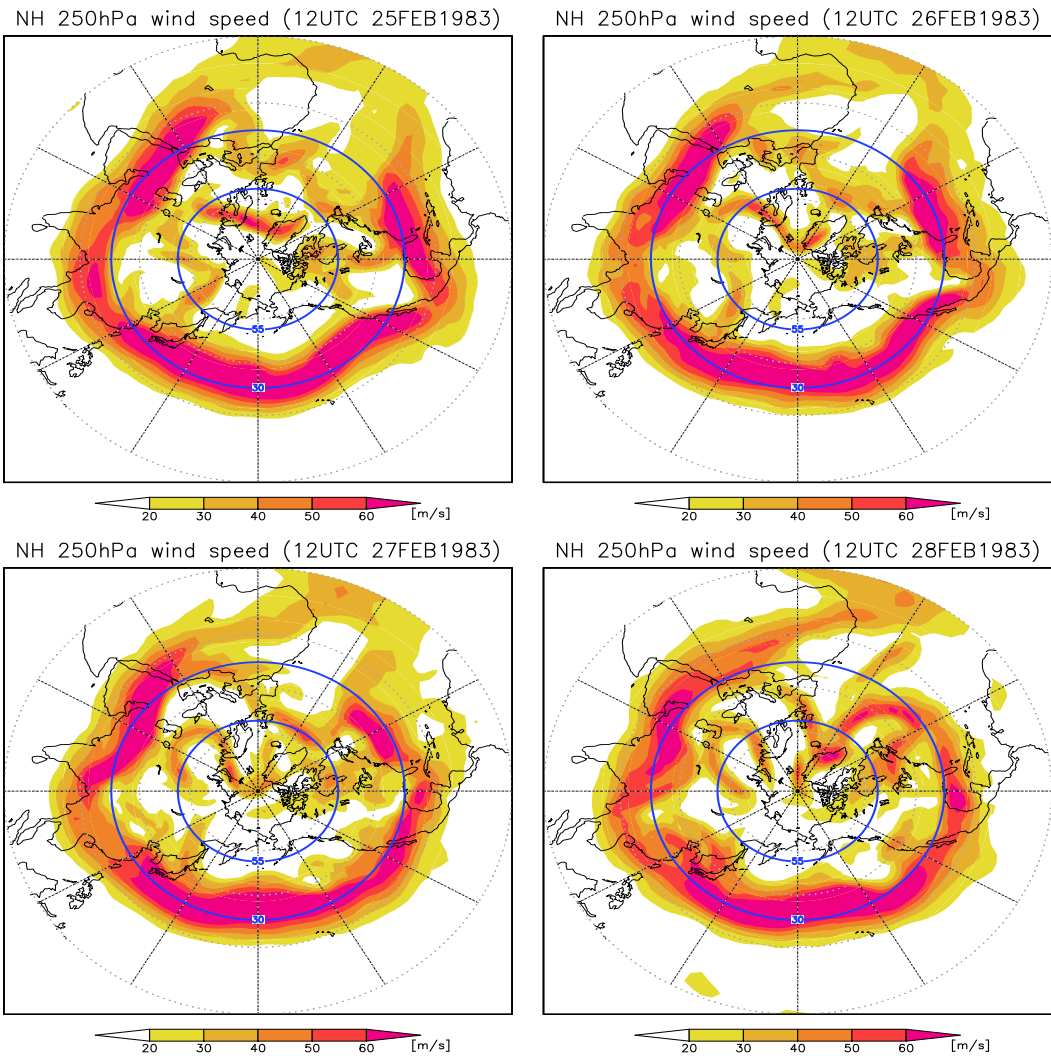 NH 250hPa wind speed (12UTC 25FEB1983)
NH 250hPa wind speed (12UTC 26FEB1983)
55
30
55
30
20 30 40 50 60 [m/s]
20 30 40 50 60 [m/s]
NH 250hPa wind speed (12UTC 27FEB1983)
NH 250hPa wind speed (12UTC 28FEB1983)
55
30
55
30
20 30 40 50 60 [m/s]
20 30 40 50 60 [m/s]